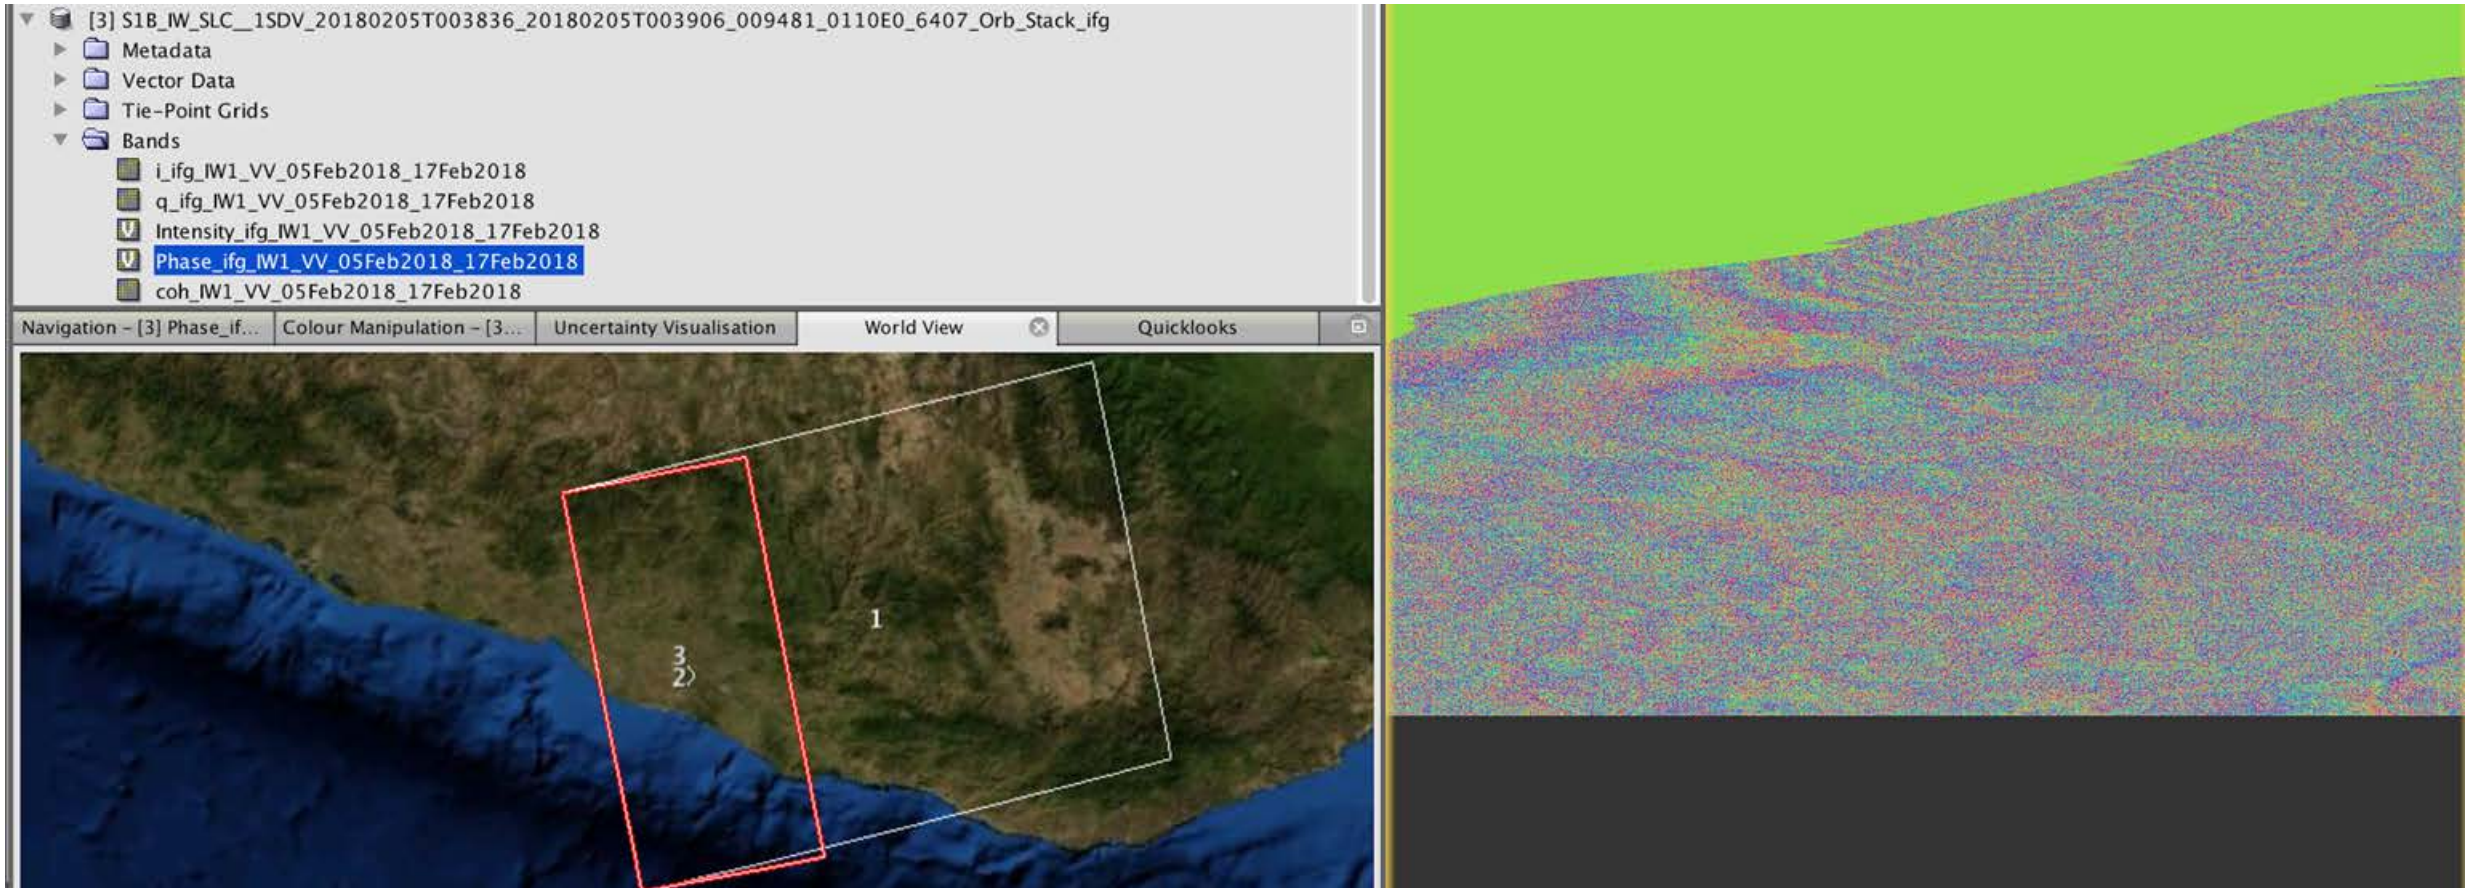 [3] S1B_IW_SLC__1SDV_20180205T003836_20180205T003906_009481_0110E0_6407_Orb_Stack_ifg
Metadata
Vector Data
Tie-Point Grids
Bands
i_ifg_IW1_VV_05Feb2018_17Feb2018
q_ifg_IW1_VV_05Feb2018_17Feb2018
Intensity_ifg_IW1_VV_05Feb2018_17Feb2018
Phase_ifg_IW1_VV_05Feb2018_17Feb2018
coh_IW1_VV_05Feb2018_17Feb2018
Navigation – [3] Phase_if... Colour Manipulation – [3... Uncertainty Visualisation World View Quicklooks
1
3
2